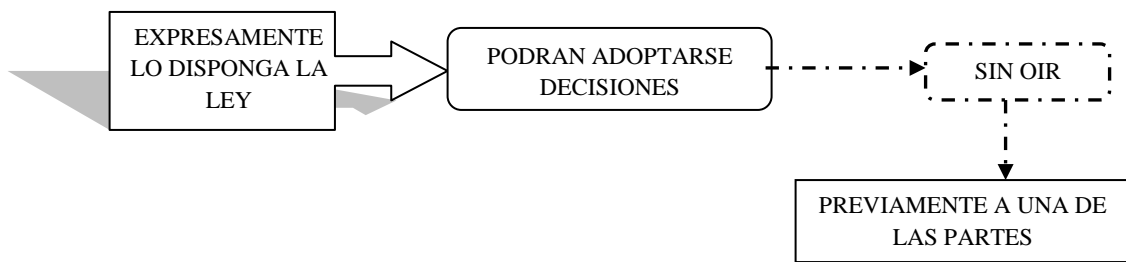 EXPRESAMENTE
LO DISPONGA LA
LEY
PODRAN ADOPTARSE
DECISIONES
SIN OIR
PREVIAMENTE A UNA DE
LAS PARTES